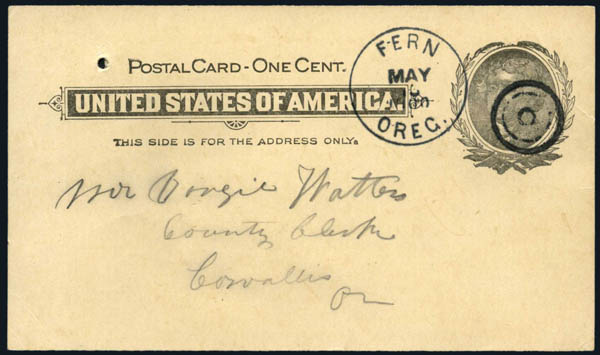 POSTAL CARD - ONE CENT.
UNITED STATES OF AMERICA.
THIS SIDE IS FOR THE ADDRESS ONLY.
FERN
MAY
OREG.
Mr Watters
County Clerk
Corvallis
Or